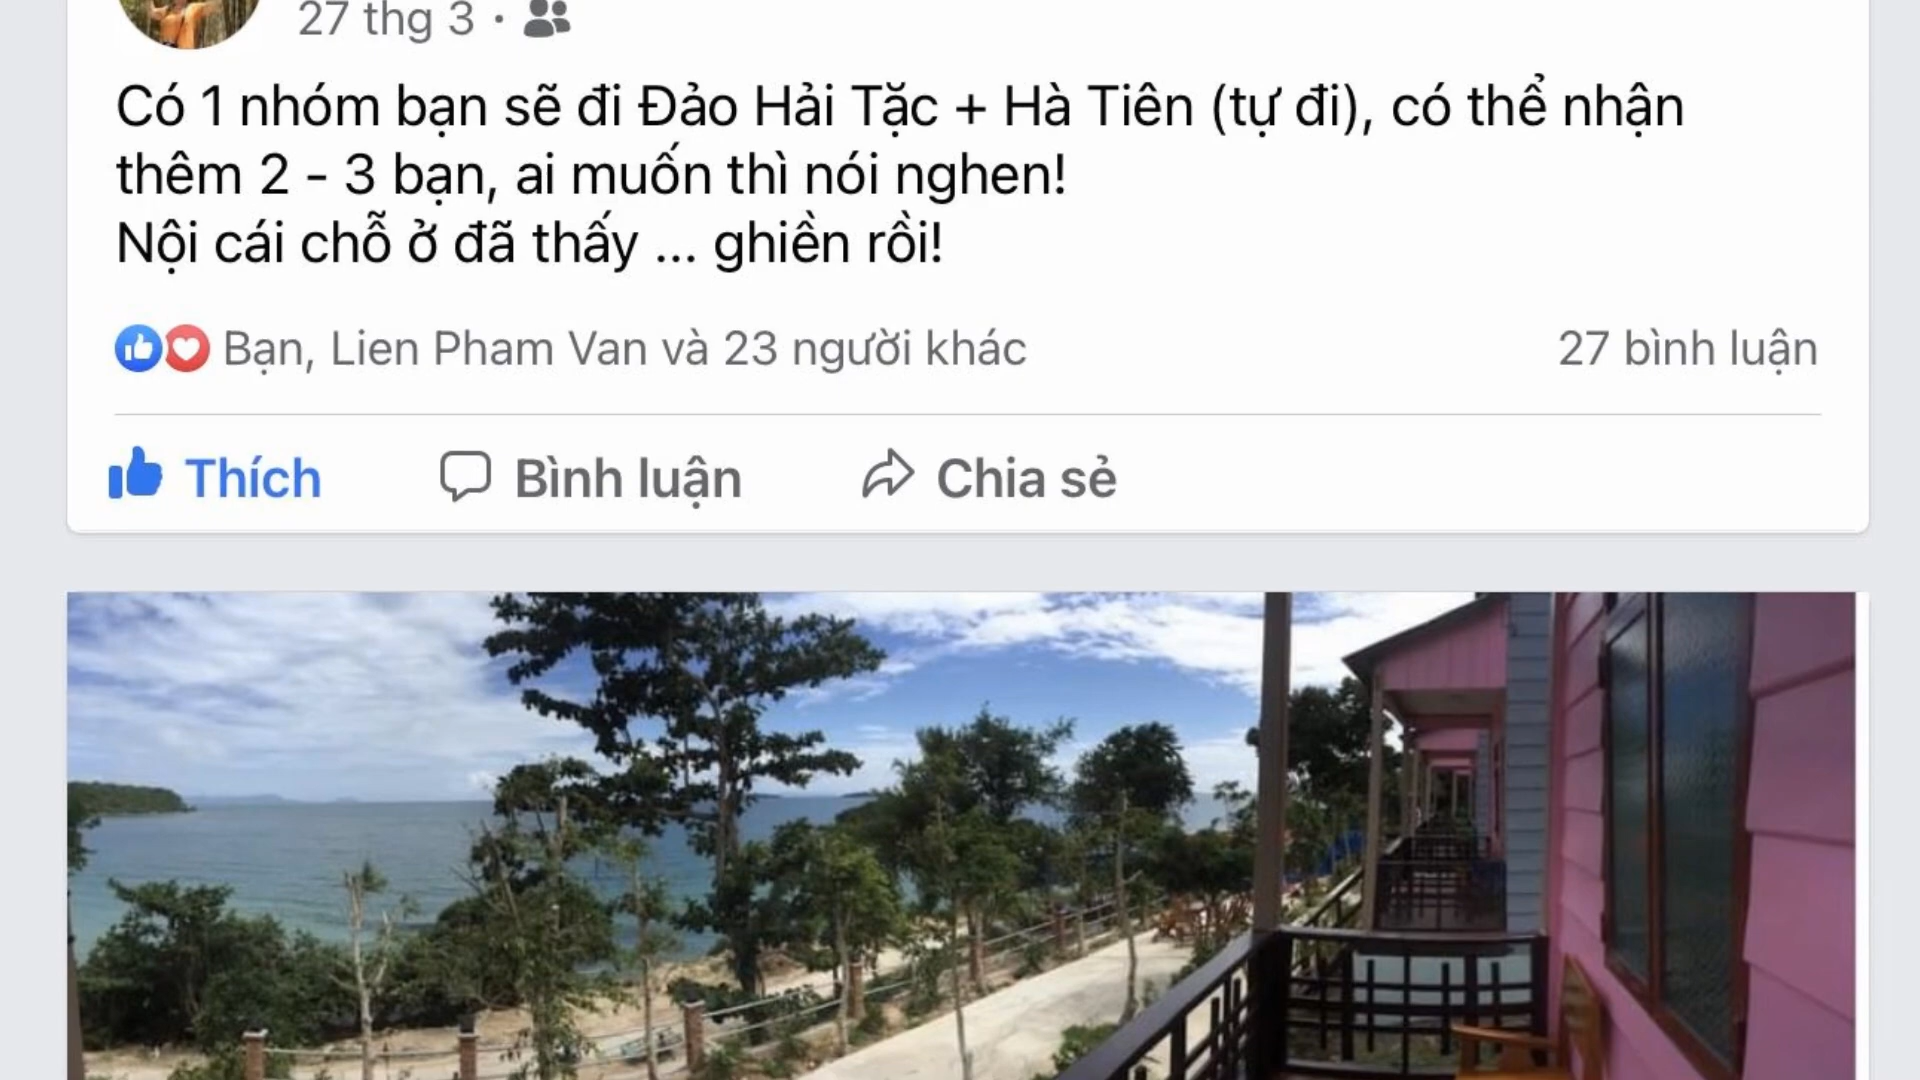 27 thg 3 ·
Có 1 nhóm bạn sẽ đi Đảo Hải Tặc + Hà Tiên (tự đi), có thể nhận
thêm 2 - 3 bạn, ai muốn thì nói nghen!
Nội cái chỗ ở đã thấy ... ghiền rồi!
Bạn, Lien Pham Van và 23 người khác
27 bình luận
Thích
Bình luận
Chia sẻ